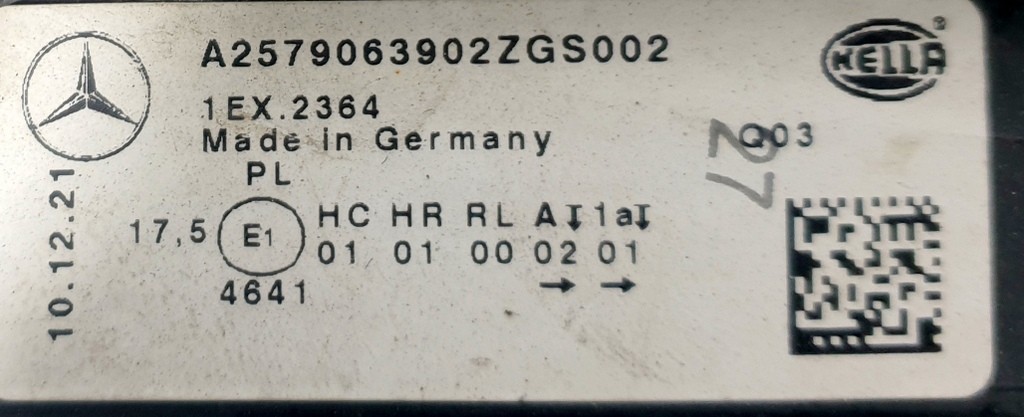 A2579063902ZGS002
HELLA®
1EX.2364
Made in Germany
Q03
27
PL
10.12.21
17,5 E1 HC HR RL A↧ 1a↧
01 01 00 02 01
4641 → →